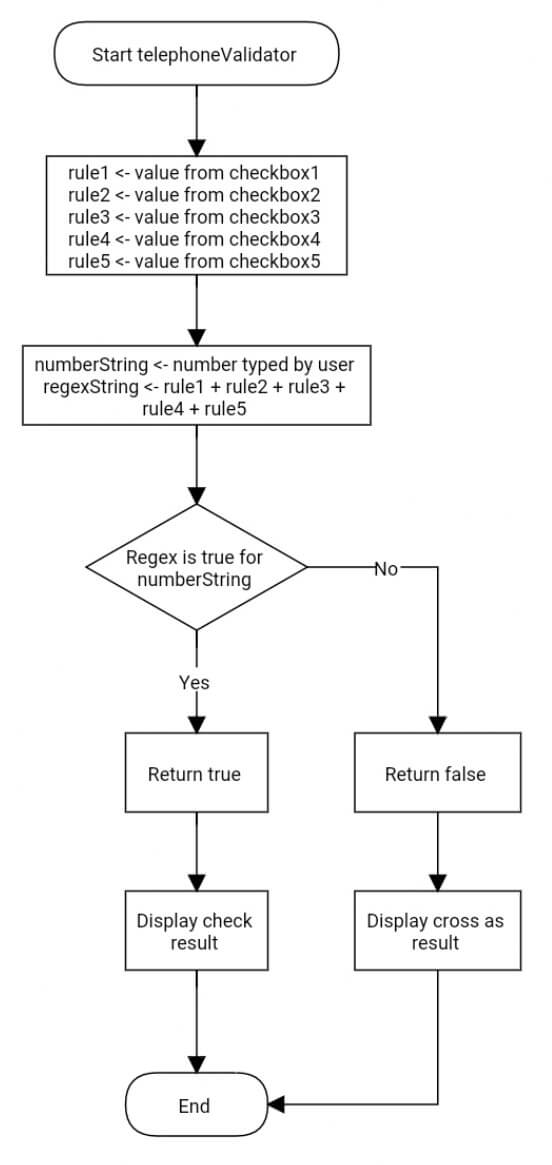 Start telephoneValidator
rule1 <- value from checkbox1
rule2 <- value from checkbox2
rule3 <- value from checkbox3
rule4 <- value from checkbox4
rule5 <- value from checkbox5
numberString <- number typed by user
regexString <- rule1 + rule2 + rule3 +
rule4 + rule5
Regex is true for
numberString
No
Yes
Return true
Return false
Display check
result
Display cross as
result
End